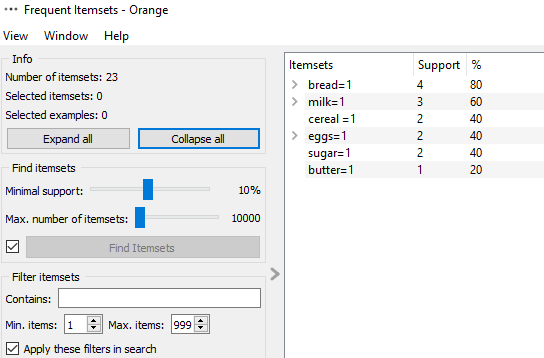 Frequent Itemsets - Orange
View Window Help
Info
Number of itemsets: 23
Selected itemsets: 0
Selected examples: 0
Expand all Collapse all
Find itemsets
Minimal support: 10%
Max. number of itemsets: 10000
Find Itemsets
Filter itemsets
Contains:
Min. items: 1 Max. items: 999
Apply these filters in search
Itemsets Support %
bread=1 4 80
milk=1 3 60
cereal =1 2 40
eggs=1 2 40
sugar=1 2 40
butter=1 1 20